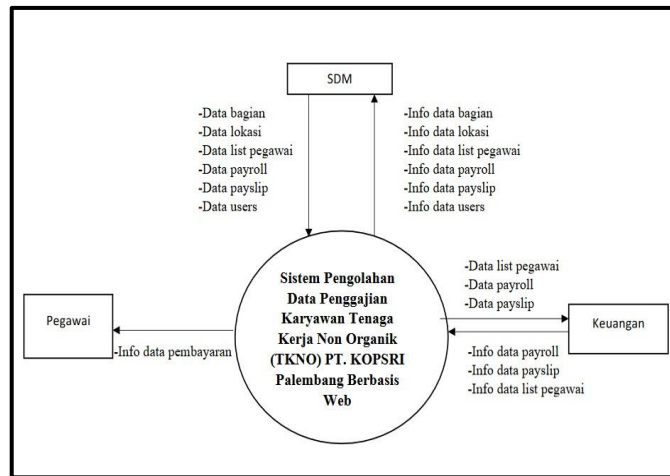 SDM
-Data bagian
-Data lokasi
-Data list pegawai
-Data payroll
-Data payslip
-Data users
-Info data bagian
-Info data lokasi
-Info data list pegawai
-Info data payroll
-Info data payslip
-Info data users
Pegawai
-Info data pembayaran
Sistem Pengolahan
Data Penggajian
Karyawan Tenaga
Kerja Non Organik
(TKNO) PT. KOPSRI
Palembang Berbasis
Web
-Data list pegawai
-Data payroll
-Data payslip
Keuangan
-Info data payroll
-Info data payslip
-Info data list pegawai